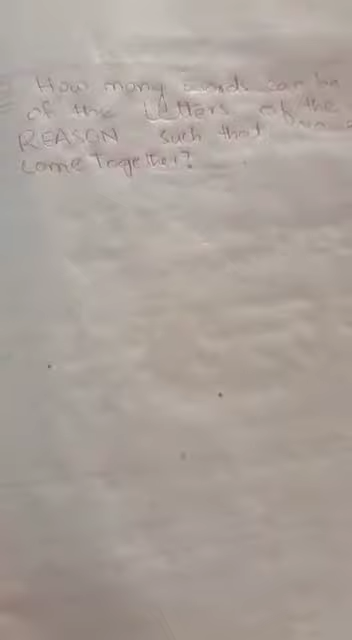 How many words can be
of the letters of the
REASON such that
come together?